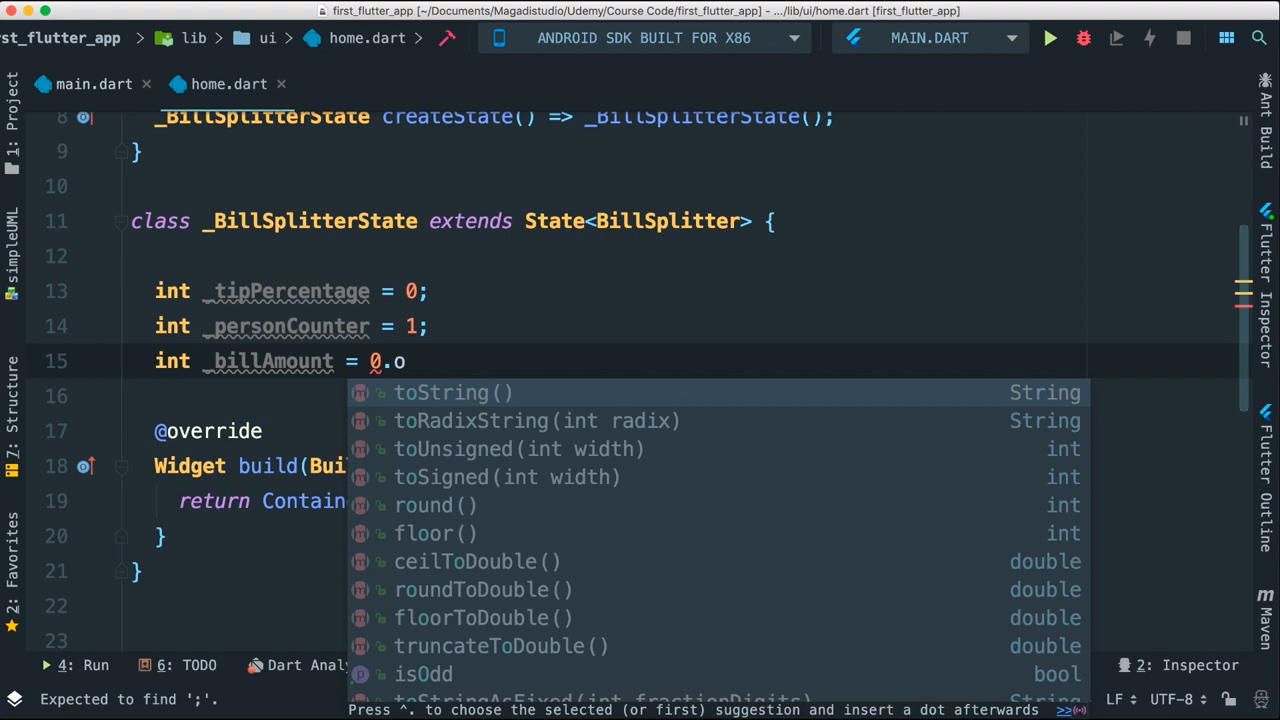 first_flutter_app [~/Documents/Magadistudio/Udemy/Course Code/first_flutter_app] - .../lib/ui/home.dart [first_flutter_app]
rst_flutter_app lib ui home.dart ANDROID SDK BUILT FOR X86 MAIN.DART
main.dart home.dart
8 _BillSplitterState createState() => _BillSplitterState();
9 }
10
11 class _BillSplitterState extends State<BillSplitter> {
12
13 int _tipPercentage = 0;
14 int _personCounter = 1;
15 int _billAmount = 0.o
16
17 @override
18 Widget build(Bui
19 return Containe
20 }
21 }
22
23
toString() String
toRadixString(int radix) String
toUnsigned(int width) int
toSigned(int width) int
round() int
floor() int
ceilToDouble() double
roundToDouble() double
floorToDouble() double
truncateToDouble() double
isOdd bool
toStringAsFixed(int fractionDigits) String
Press ^. to choose the selected (or first) suggestion and insert a dot afterwards >>
1: Project
simpleUML
7: Structure
2: Favorites
Ant Build
Flutter Inspector
Flutter Outline
m Maven
4: Run 6: TODO Dart Analy 2: Inspector
Expected to find ';'. LF UTF-8